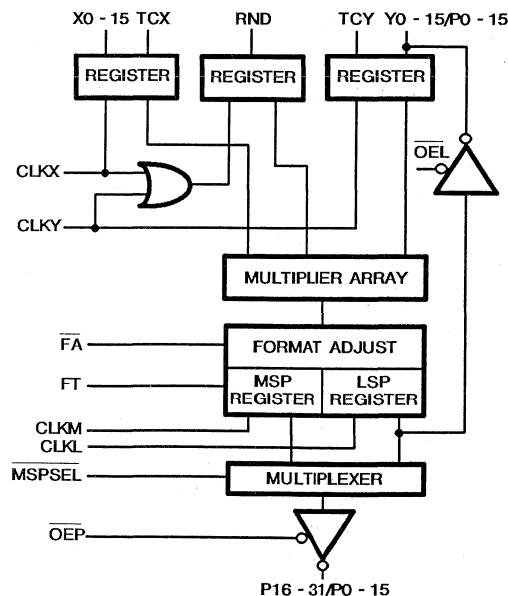 X0 - 15 TCX RND TCY Y0 - 15/P0 - 15
REGISTER REGISTER REGISTER
OEL
CLKX
CLKY
MULTIPLIER ARRAY
FA
FORMAT ADJUST
FT
MSP REGISTER
LSP REGISTER
CLKM
CLKL
MSPSEL
MULTIPLEXER
OEP
P16 - 31/P0 - 15